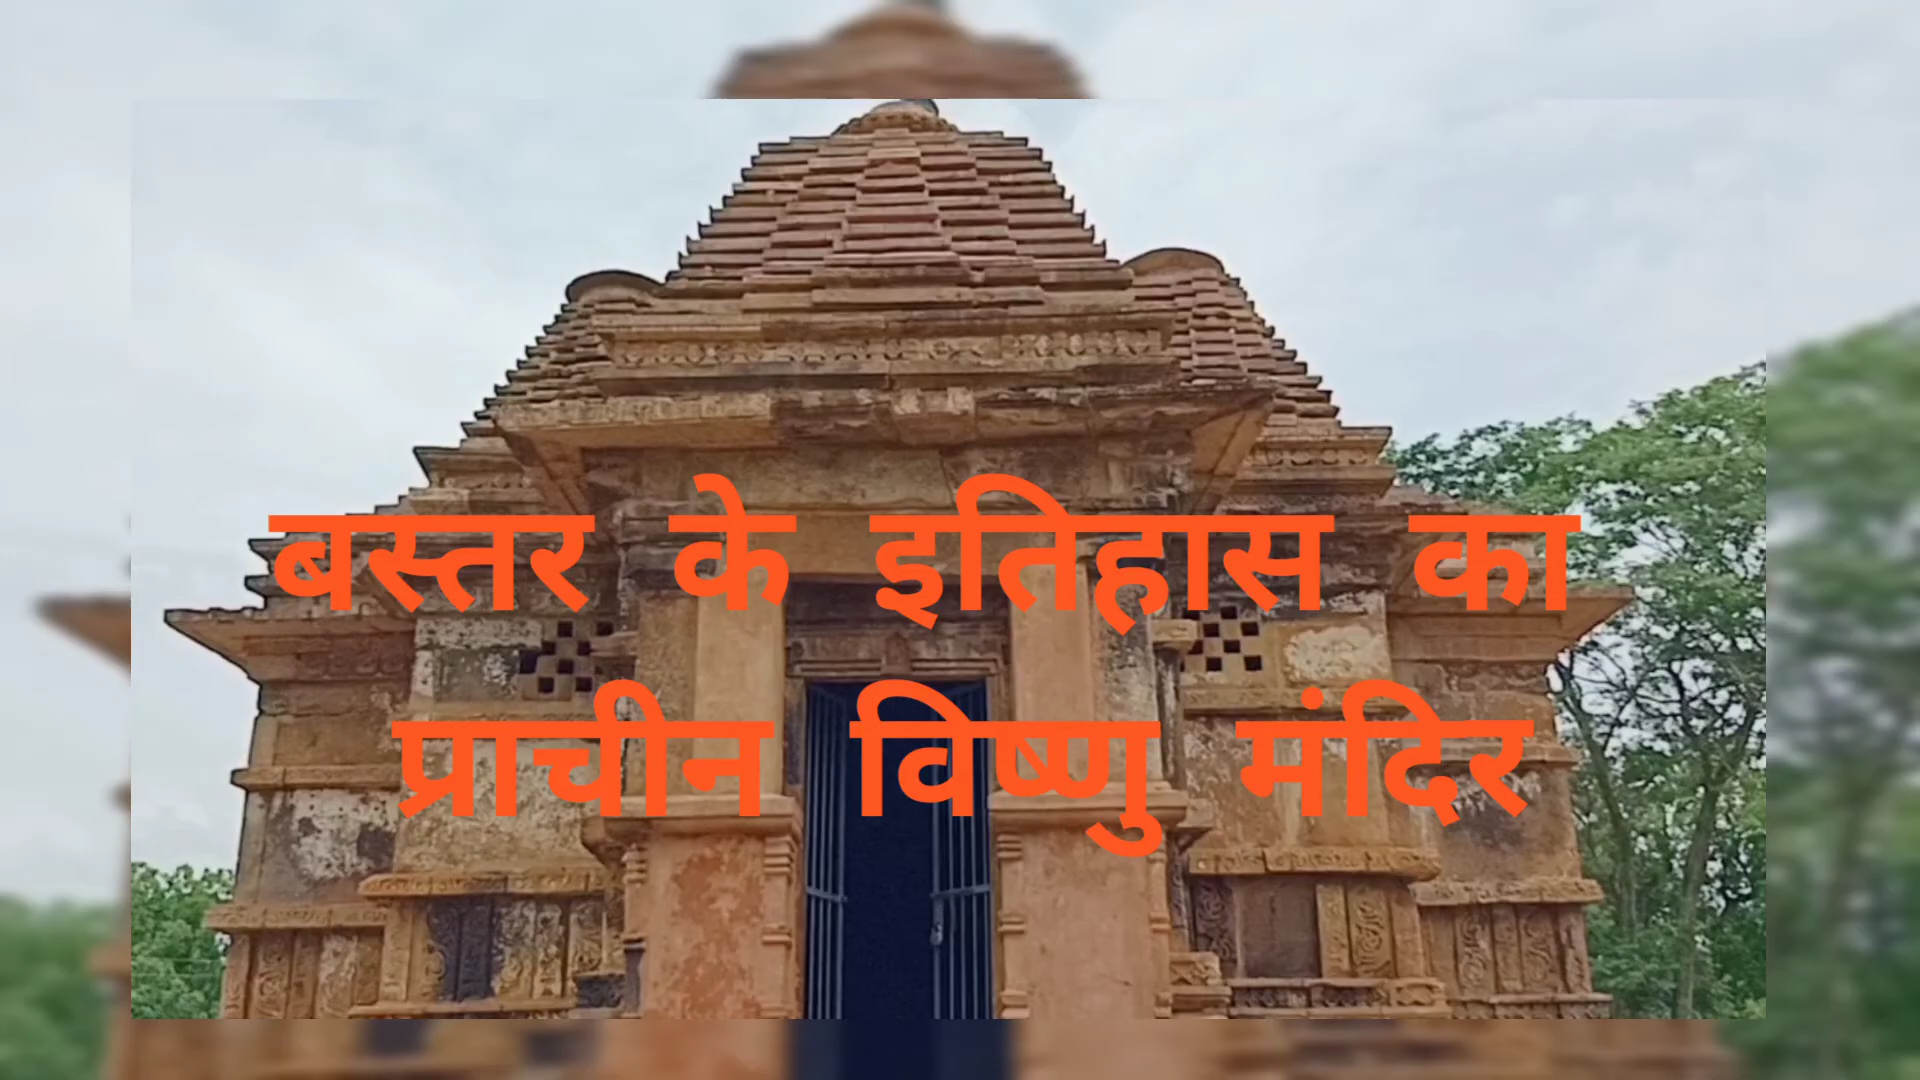 बस्तर के इतिहास का
प्राचीन विष्णु मंदिर